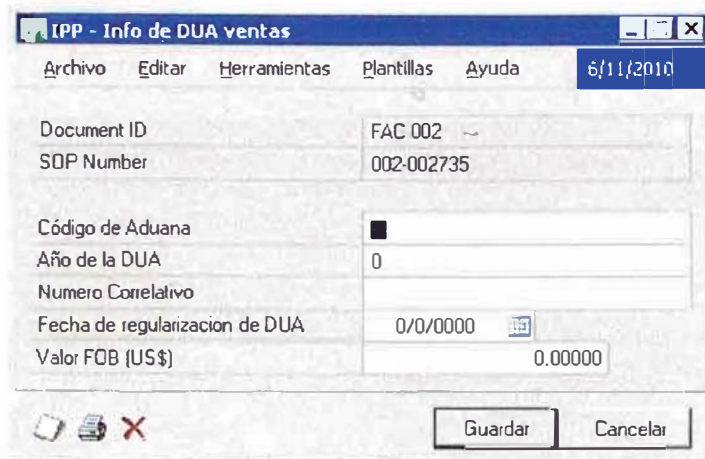 IPP - Info de DUA ventas
Archivo Editar Herramientas Plantillas Ayuda 6/11/2010
Document ID FAC 002
SOP Number 002-002735
Código de Aduana
Año de la DUA 0
Numero Correlativo
Fecha de regularizacion de DUA 0/0/0000
Valor FOB (US$) 0.00000
Guardar Cancelar